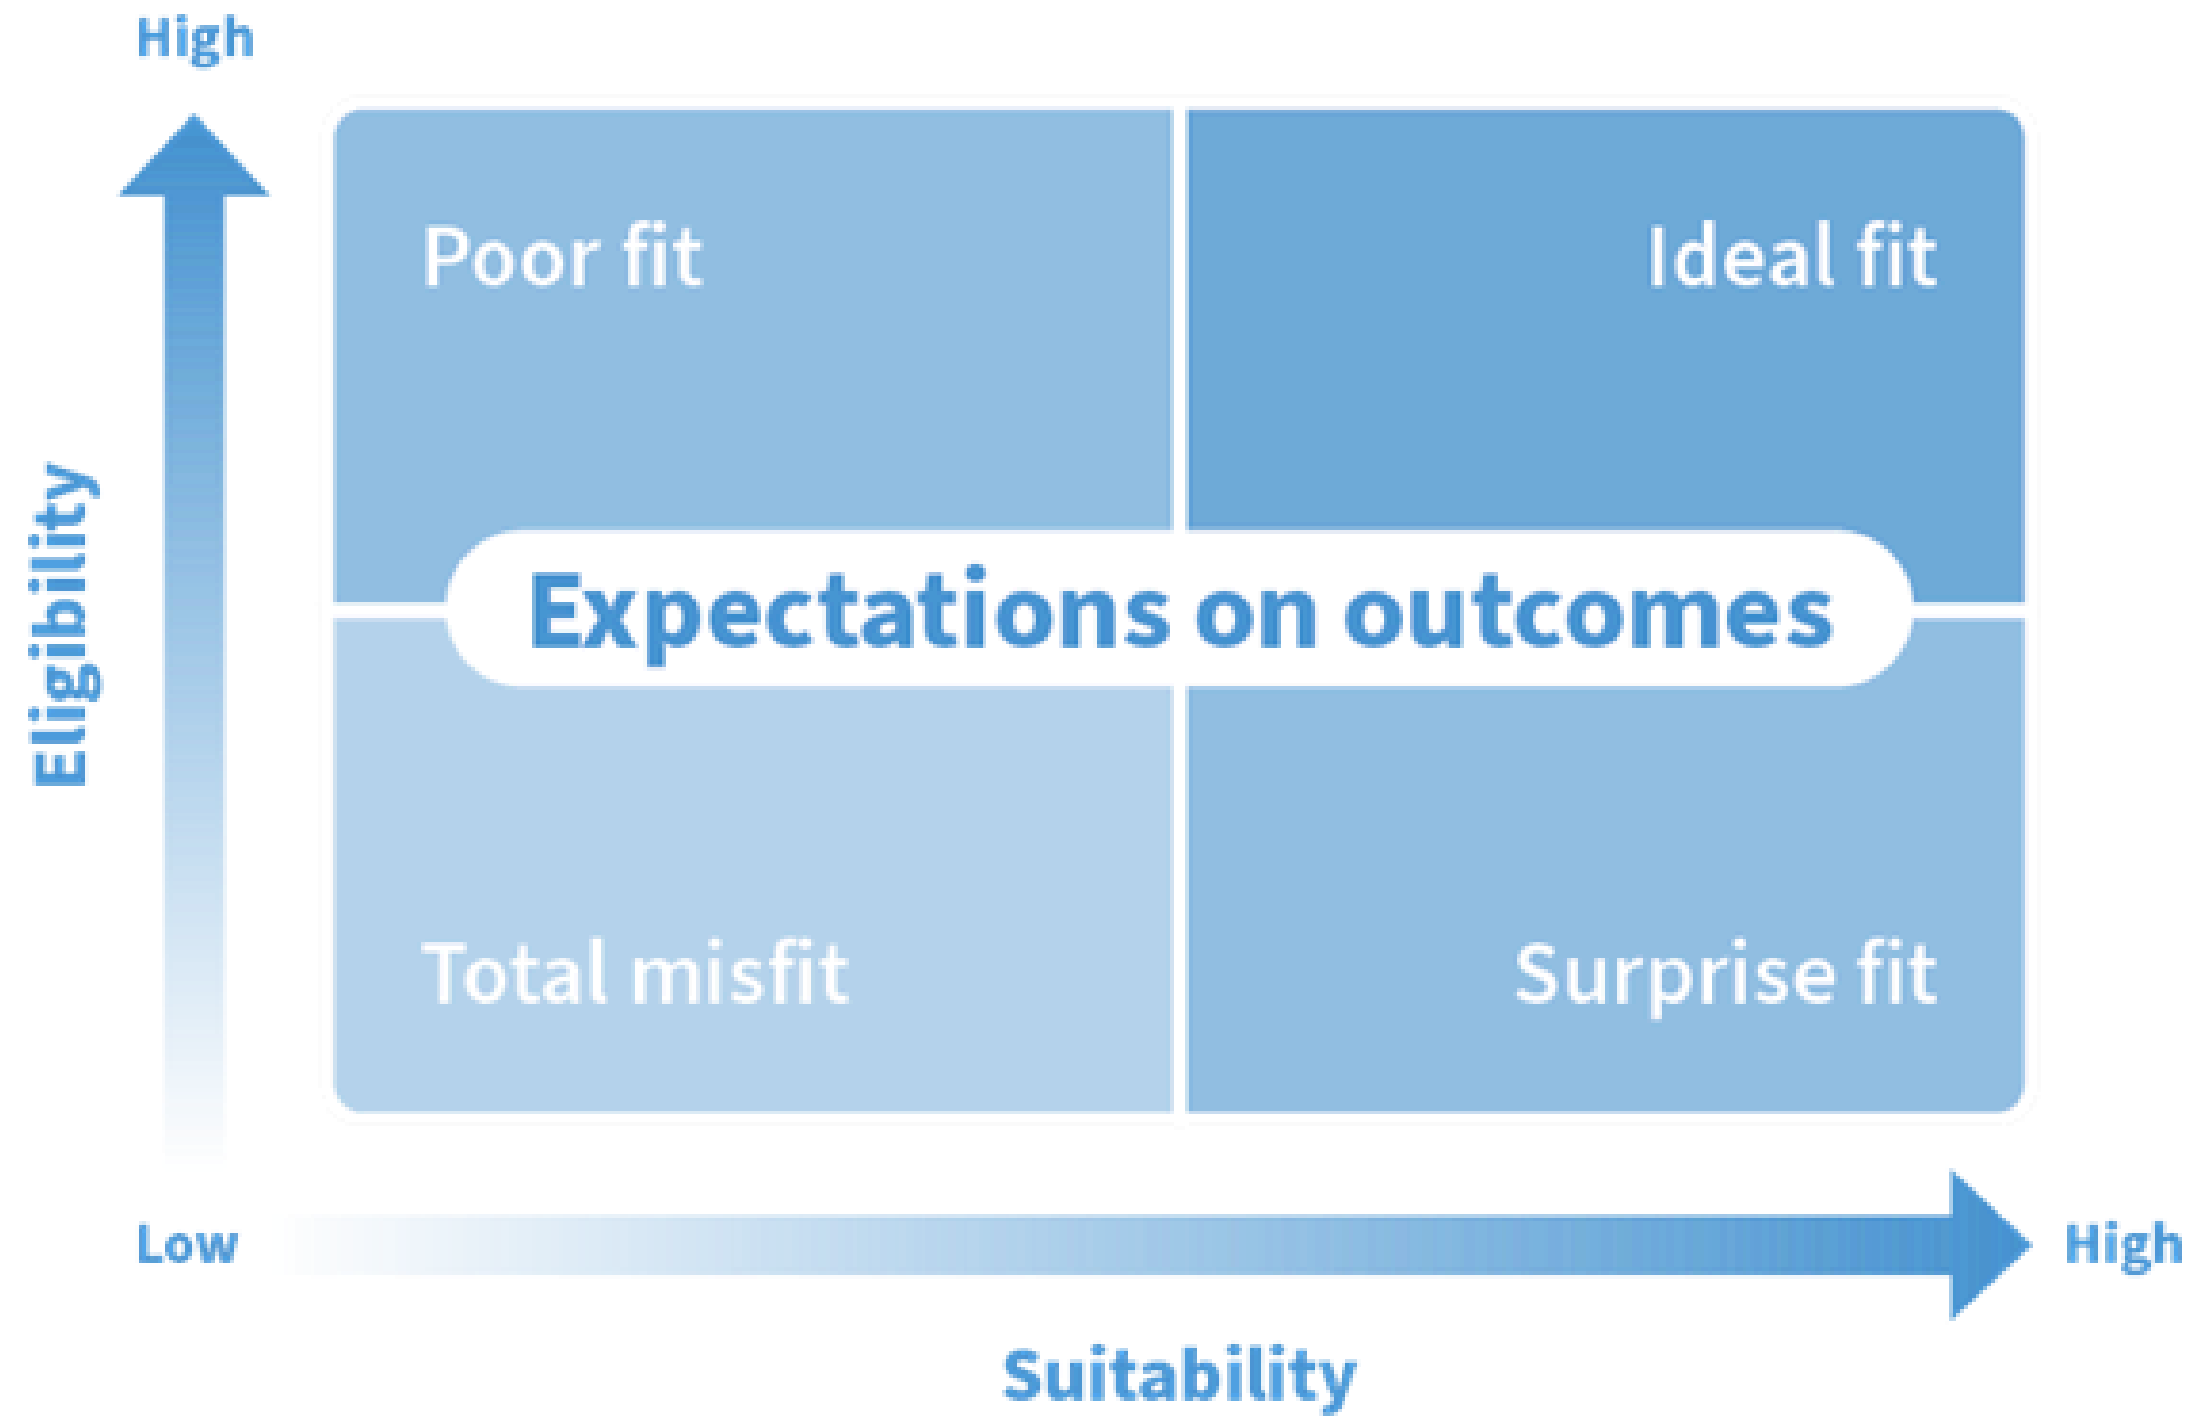 High
Poor fit
Ideal fit
Eligibility
Expectations on outcomes
Total misfit
Surprise fit
Low
High
Suitability